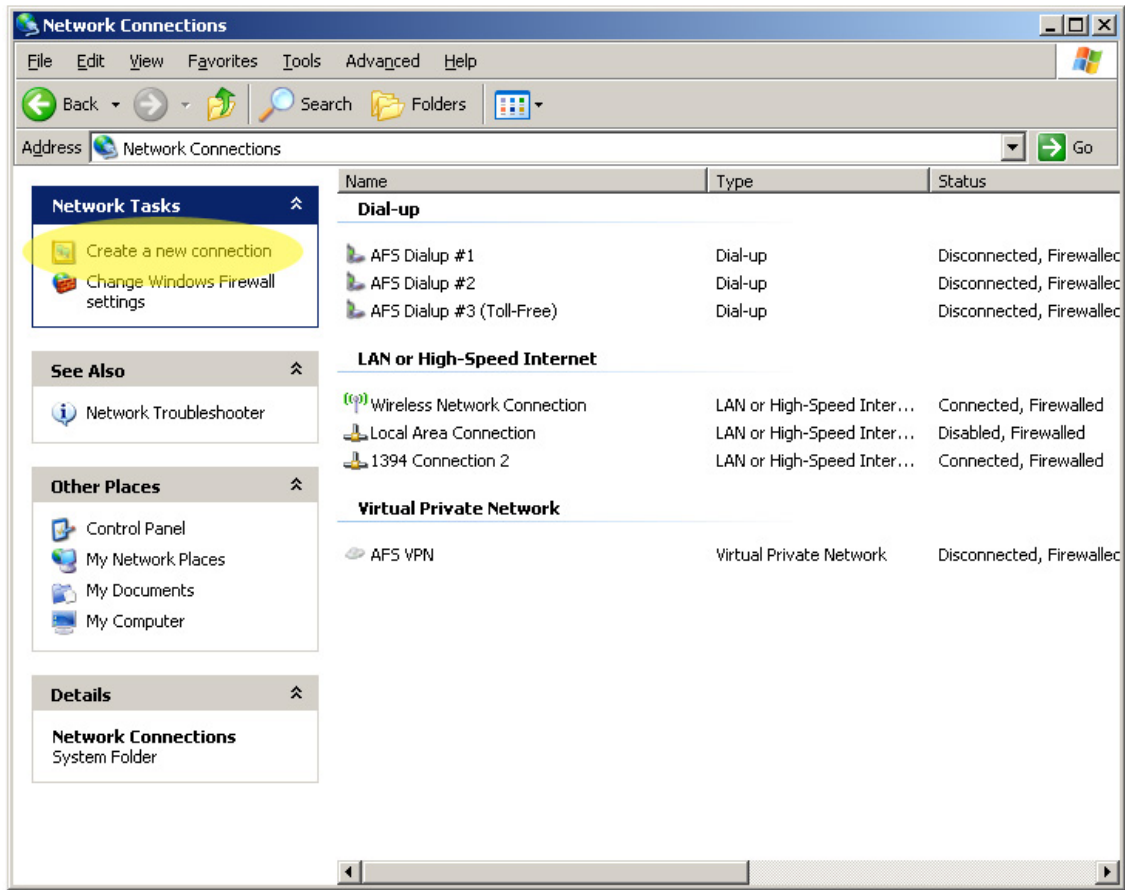 Network Connections
File Edit View Favorites Tools Advanced Help
Back Search Folders
Address Network Connections Go
Network Tasks
Create a new connection
Change Windows Firewall
settings
See Also
Network Troubleshooter
Other Places
Control Panel
My Network Places
My Documents
My Computer
Details
Network Connections
System Folder
Name Type Status
Dial-up
AFS Dialup #1 Dial-up Disconnected, Firewalled
AFS Dialup #2 Dial-up Disconnected, Firewalled
AFS Dialup #3 (Toll-Free) Dial-up Disconnected, Firewalled
LAN or High-Speed Internet
Wireless Network Connection LAN or High-Speed Inter... Connected, Firewalled
Local Area Connection LAN or High-Speed Inter... Disabled, Firewalled
1394 Connection 2 LAN or High-Speed Inter... Connected, Firewalled
Virtual Private Network
AFS VPN Virtual Private Network Disconnected, Firewalled